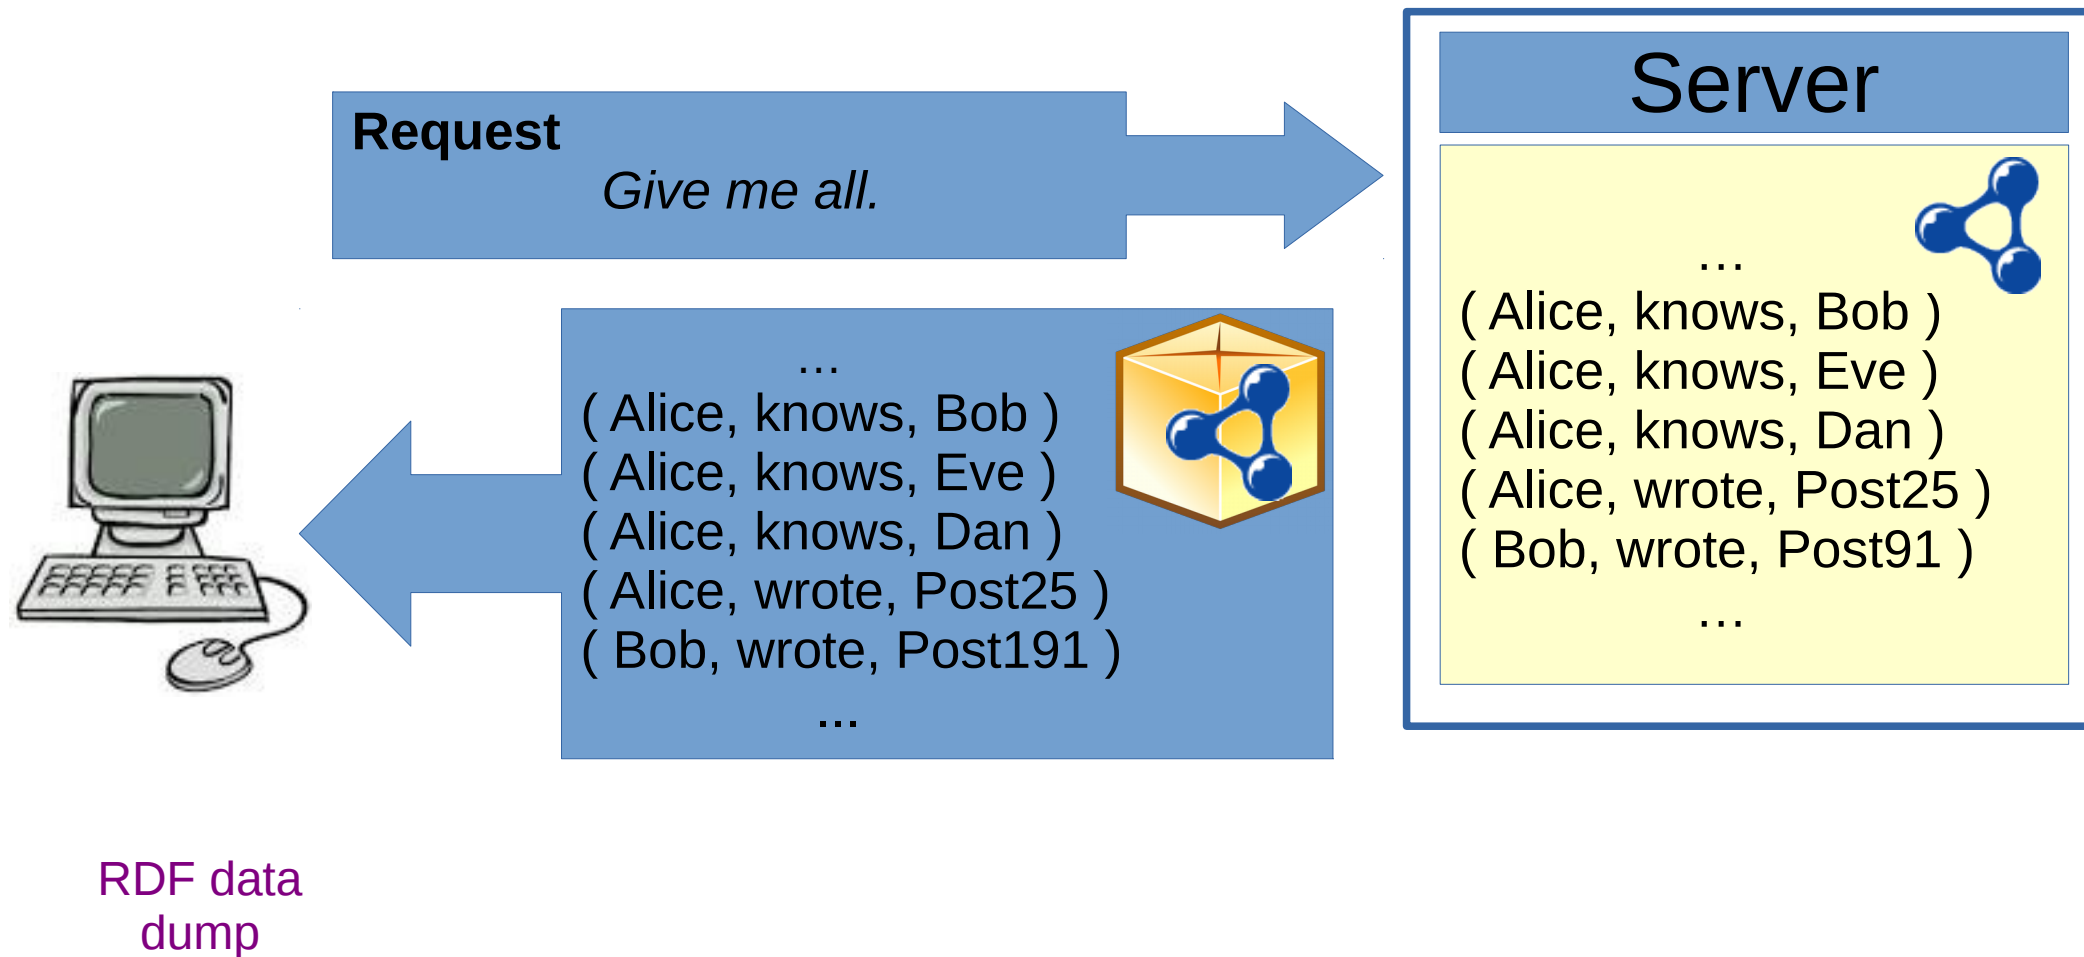 Request
Give me all.
Server
...
( Alice, knows, Bob )
( Alice, knows, Eve )
( Alice, knows, Dan )
( Alice, wrote, Post25 )
( Bob, wrote, Post91 )
...
...
( Alice, knows, Bob )
( Alice, knows, Eve )
( Alice, knows, Dan )
( Alice, wrote, Post25 )
( Bob, wrote, Post191 )
...
RDF data
dump